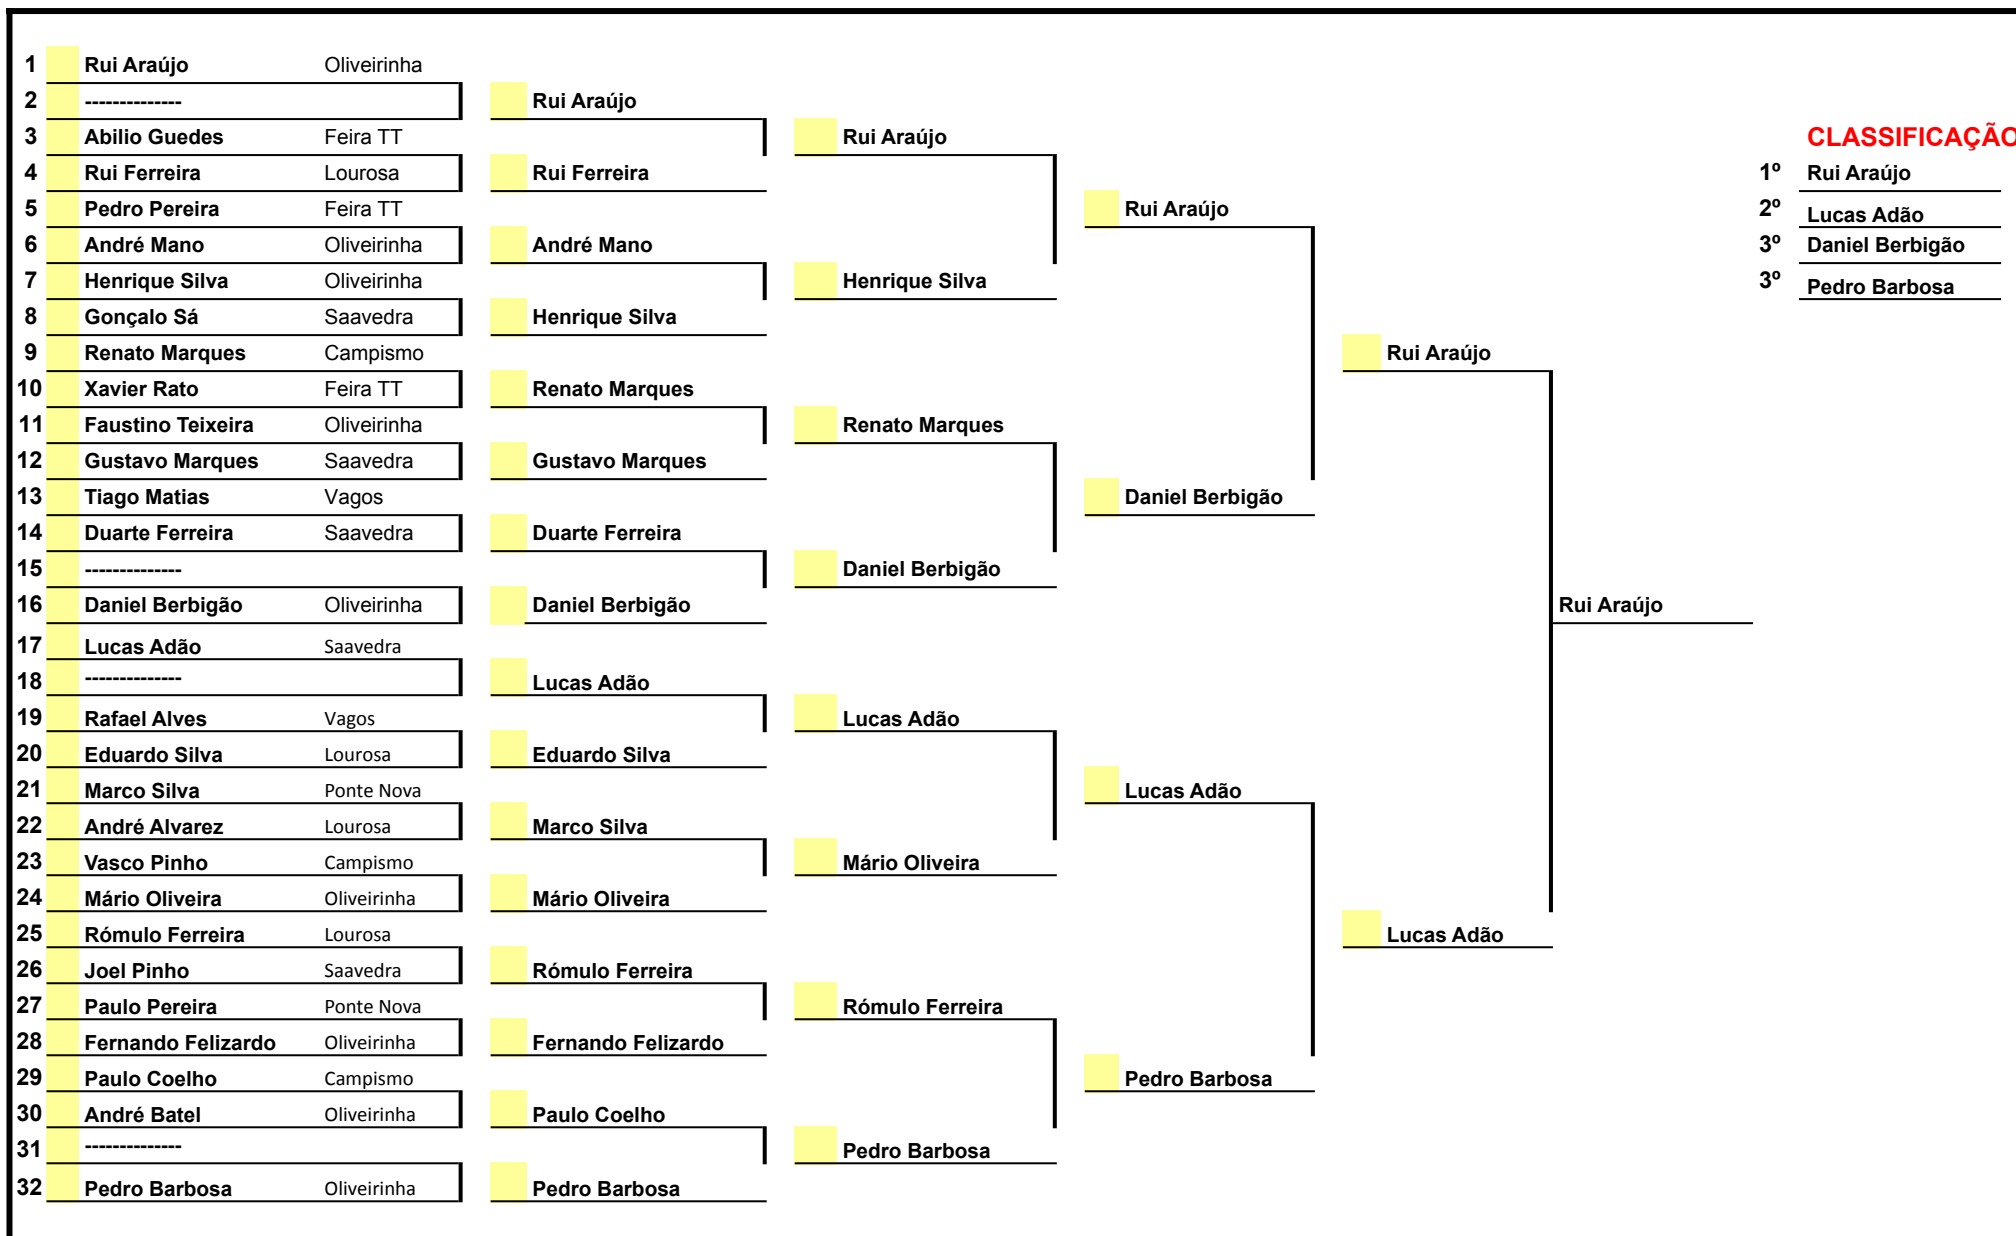 1 Rui Araújo Oliveirinha
2 -------------- Rui Araújo
3 Abilio Guedes Feira TT Rui Araújo CLASSIFICAÇÃO
4 Rui Ferreira Lourosa Rui Ferreira 1º Rui Araújo
5 Pedro Pereira Feira TT Rui Araújo 2º Lucas Adão
6 André Mano Oliveirinha André Mano 3º Daniel Berbigão
7 Henrique Silva Oliveirinha Henrique Silva 3º Pedro Barbosa
8 Gonçalo Sá Saavedra Henrique Silva
9 Renato Marques Campismo Rui Araújo
10 Xavier Rato Feira TT Renato Marques
11 Faustino Teixeira Oliveirinha Renato Marques
12 Gustavo Marques Saavedra Gustavo Marques
13 Tiago Matias Vagos Daniel Berbigão
14 Duarte Ferreira Saavedra Duarte Ferreira
15 -------------- Daniel Berbigão
16 Daniel Berbigão Oliveirinha Daniel Berbigão Rui Araújo
17 Lucas Adão Saavedra
18 -------------- Lucas Adão
19 Rafael Alves Vagos Lucas Adão
20 Eduardo Silva Lourosa Eduardo Silva
21 Marco Silva Ponte Nova Lucas Adão
22 André Alvarez Lourosa Marco Silva
23 Vasco Pinho Campismo Mário Oliveira
24 Mário Oliveira Oliveirinha Mário Oliveira
25 Rómulo Ferreira Lourosa Lucas Adão
26 Joel Pinho Saavedra Rómulo Ferreira
27 Paulo Pereira Ponte Nova Rómulo Ferreira
28 Fernando Felizardo Oliveirinha Fernando Felizardo
29 Paulo Coelho Campismo Pedro Barbosa
30 André Batel Oliveirinha Paulo Coelho
31 -------------- Pedro Barbosa
32 Pedro Barbosa Oliveirinha Pedro Barbosa